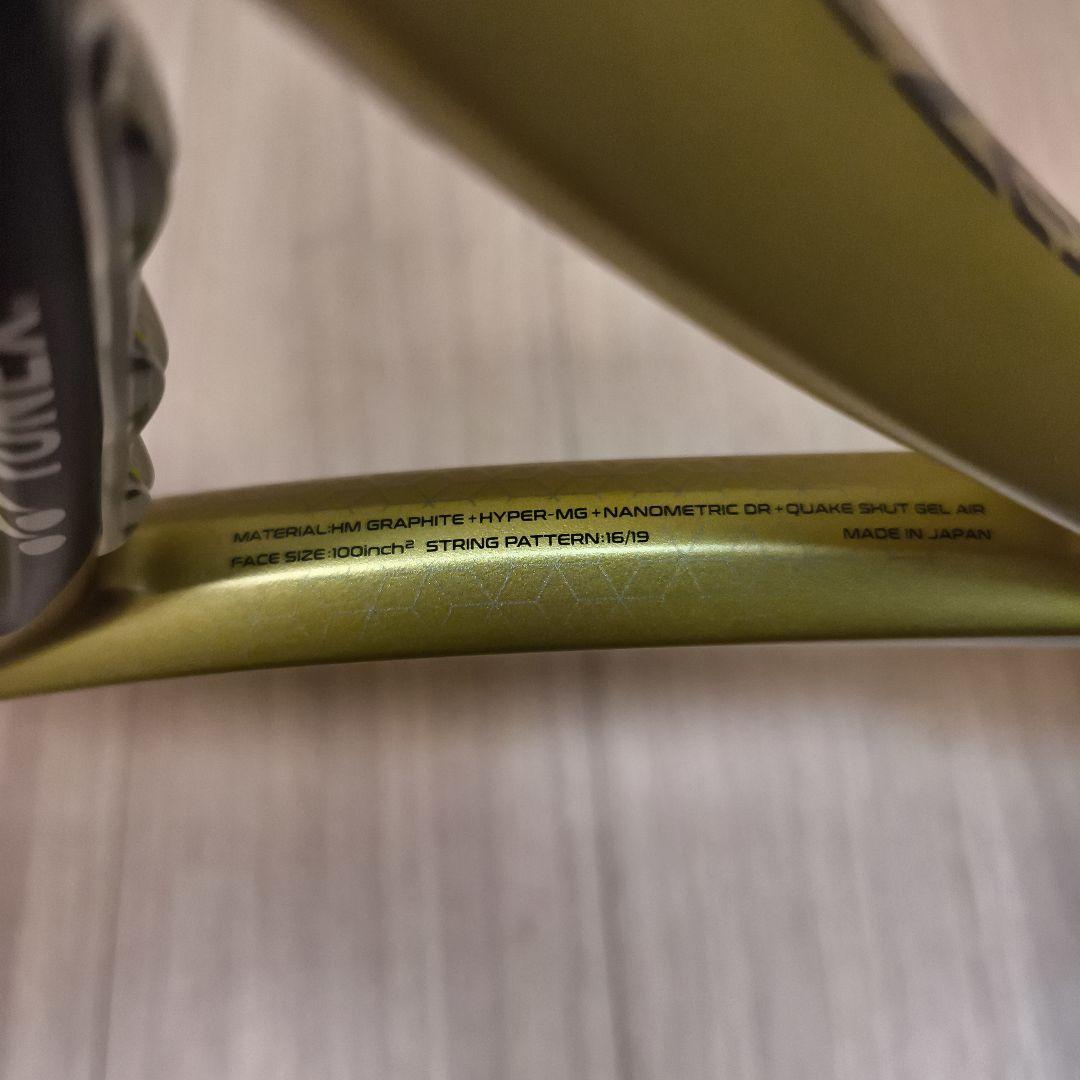 YONEX
MATERIAL:HM GRAPHITE+HYPER-MG+NANOMETRIC DR+QUAKE SHUT GEL AIR
FACE SIZE:100inch² STRING PATTERN:16/19
MADE IN JAPAN